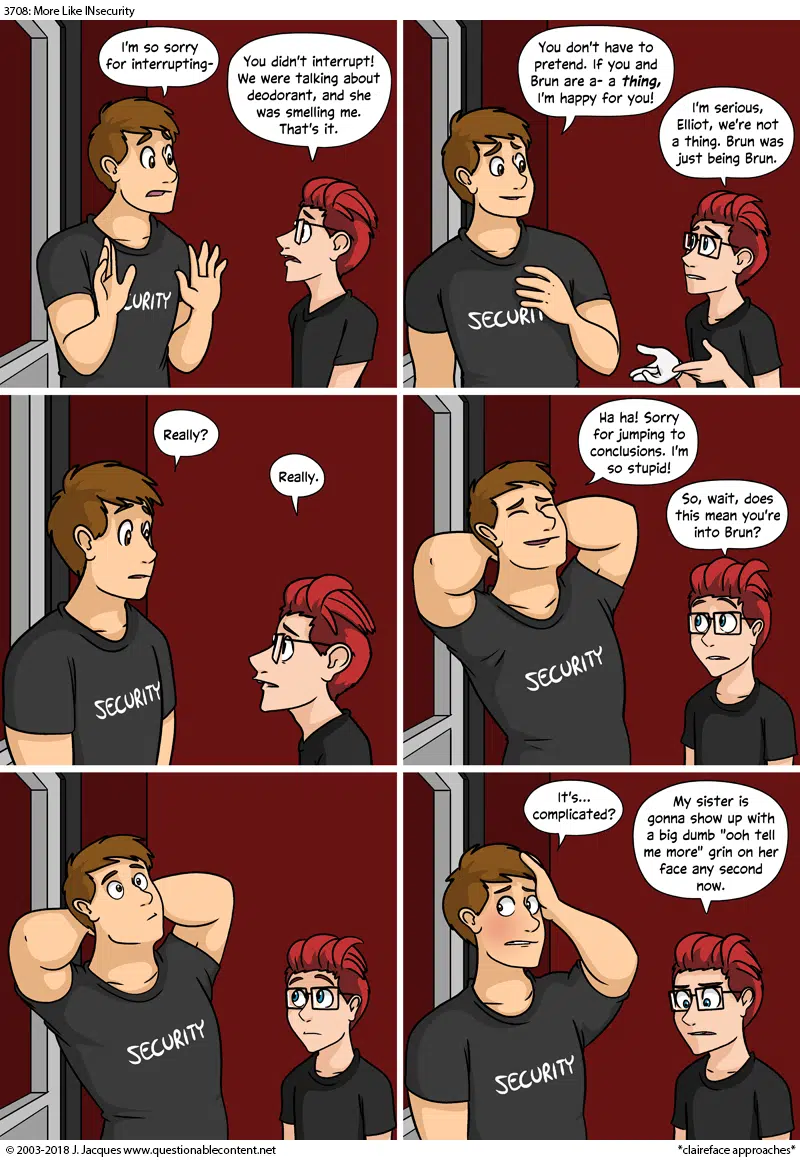 3708: More Like INsecurity
I'm so sorry
for interrupting-
You didn't interrupt!
We were talking about
deodorant, and she
was smelling me.
That's it.
CURITY
You don't have to
pretend. If you and
Brun are a- a thing,
I'm happy for you!
I'm serious,
Elliot, we're not
a thing. Brun was
just being Brun.
SECURI
Really?
Really.
SECURITY
Ha ha! Sorry
for jumping to
conclusions. I'm
so stupid!
So, wait, does
this mean you're
into Brun?
SECURITY
SECURITY
It's...
complicated?
My sister is
gonna show up with
a big dumb "ooh tell
me more" grin on her
face any second
now.
SECURITY
© 2003-2018 J. Jacques www.questionablecontent.net
*claireface approaches*